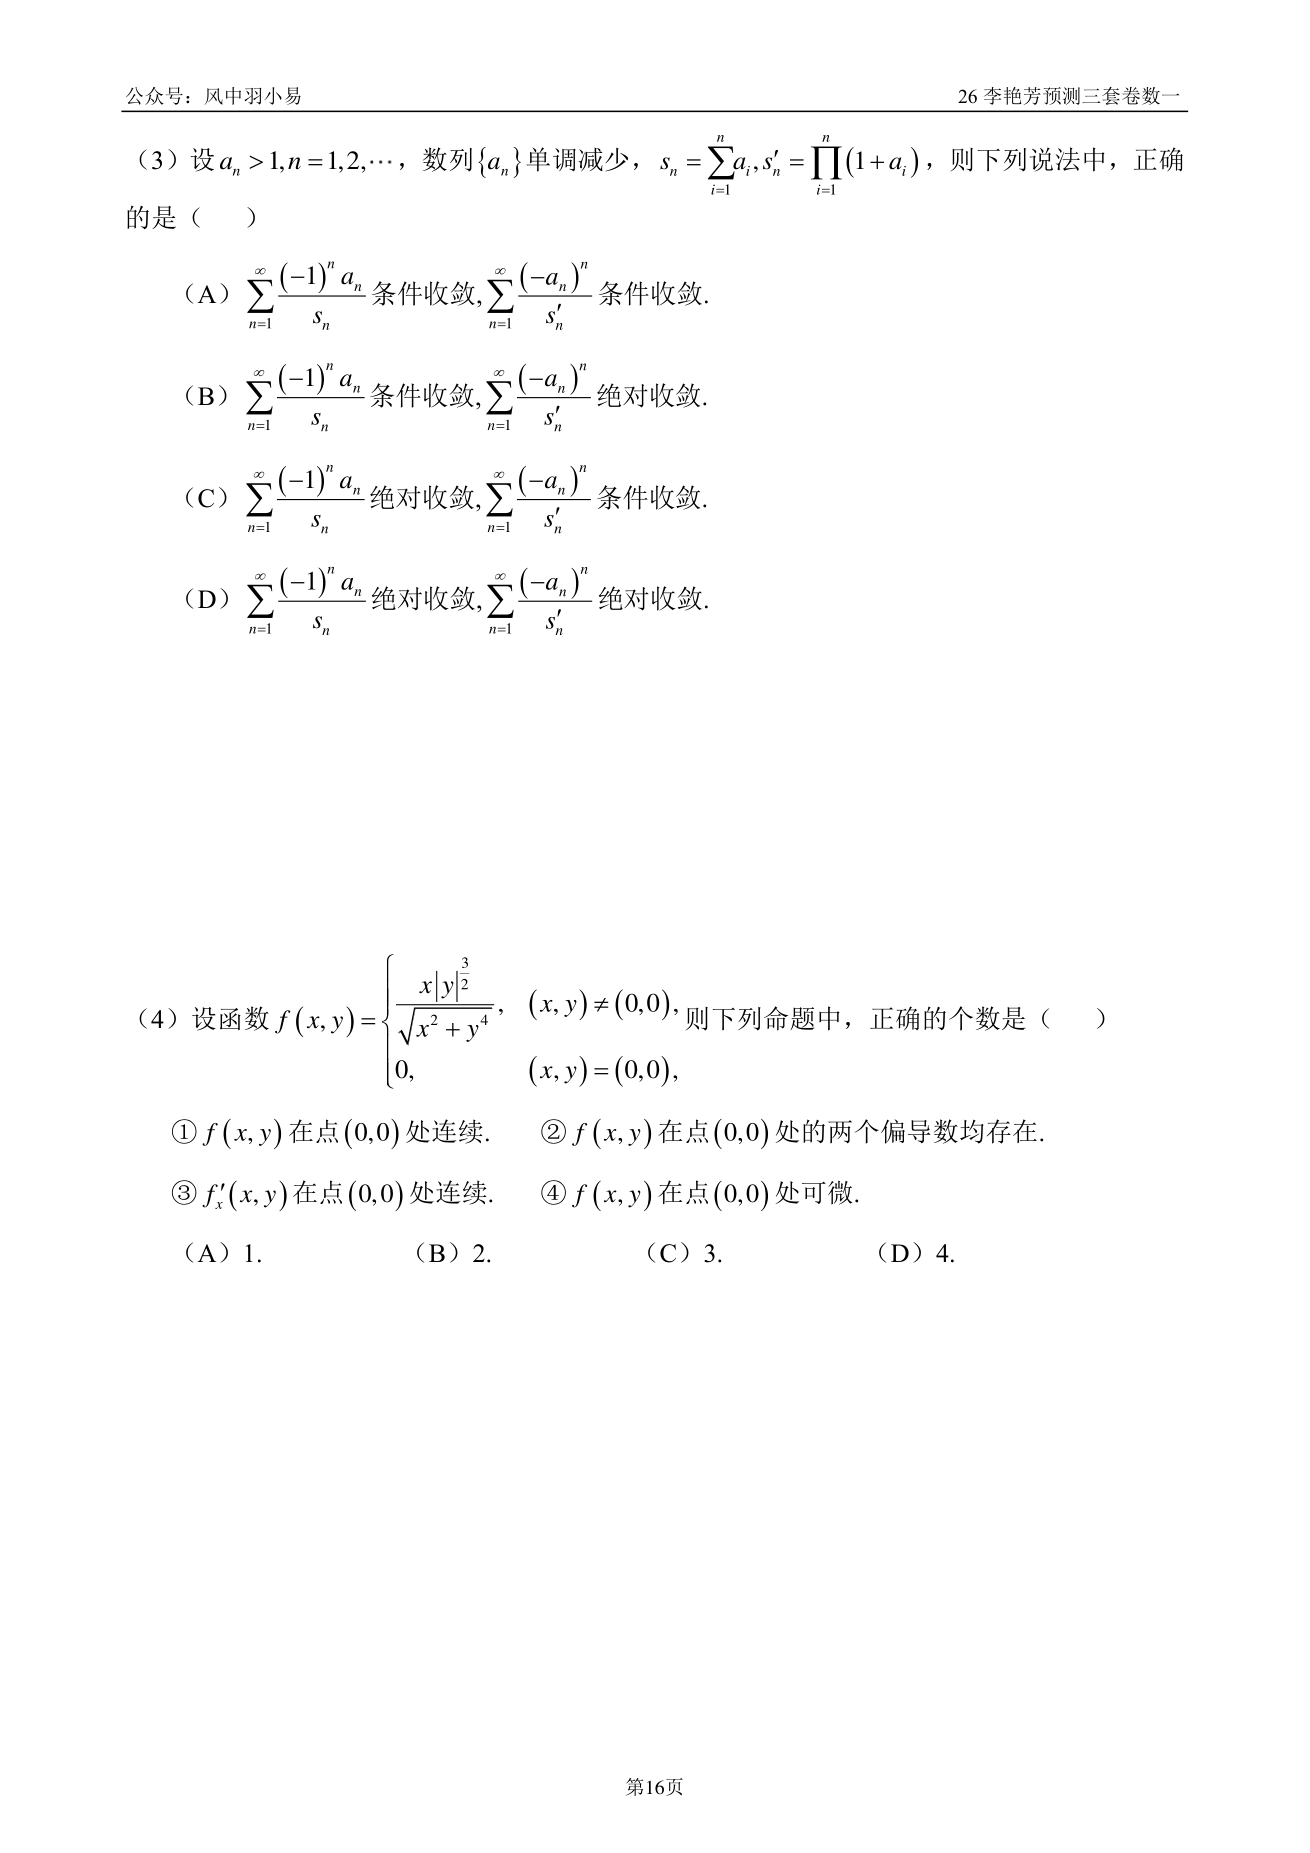 公众号：风中羽小易 26 李艳芳预测三套卷数一
（3）设 $a_n > 1, n = 1, 2, \cdots$，数列 $\{a_n\}$ 单调减少，$s_n = \sum_{i=1}^{n} a_i, s_n' = \prod_{i=1}^{n} (1 + a_i)$，则下列说法中，正确
的是（ ）
（A）$\sum_{n=1}^{\infty} \frac{(-1)^n a_n}{s_n}$ 条件收敛,$\sum_{n=1}^{\infty} \frac{(-a_n)^n}{s_n'}$ 条件收敛.
（B）$\sum_{n=1}^{\infty} \frac{(-1)^n a_n}{s_n}$ 条件收敛,$\sum_{n=1}^{\infty} \frac{(-a_n)^n}{s_n'}$ 绝对收敛.
（C）$\sum_{n=1}^{\infty} \frac{(-1)^n a_n}{s_n}$ 绝对收敛,$\sum_{n=1}^{\infty} \frac{(-a_n)^n}{s_n'}$ 条件收敛.
（D）$\sum_{n=1}^{\infty} \frac{(-1)^n a_n}{s_n}$ 绝对收敛,$\sum_{n=1}^{\infty} \frac{(-a_n)^n}{s_n'}$ 绝对收敛.
（4）设函数 $f(x, y) = \begin{cases} \frac{x|y|^{\frac{3}{2}}}{\sqrt{x^2 + y^4}}, & (x, y) \neq (0,0), \\ 0, & (x, y) = (0,0), \end{cases}$ 则下列命题中，正确的个数是（ ）
① $f(x, y)$ 在点 $(0,0)$ 处连续. ② $f(x, y)$ 在点 $(0,0)$ 处的两个偏导数均存在.
③ $f_x'(x, y)$ 在点 $(0,0)$ 处连续. ④ $f(x, y)$ 在点 $(0,0)$ 处可微.
（A）1. （B）2. （C）3. （D）4.
第16页